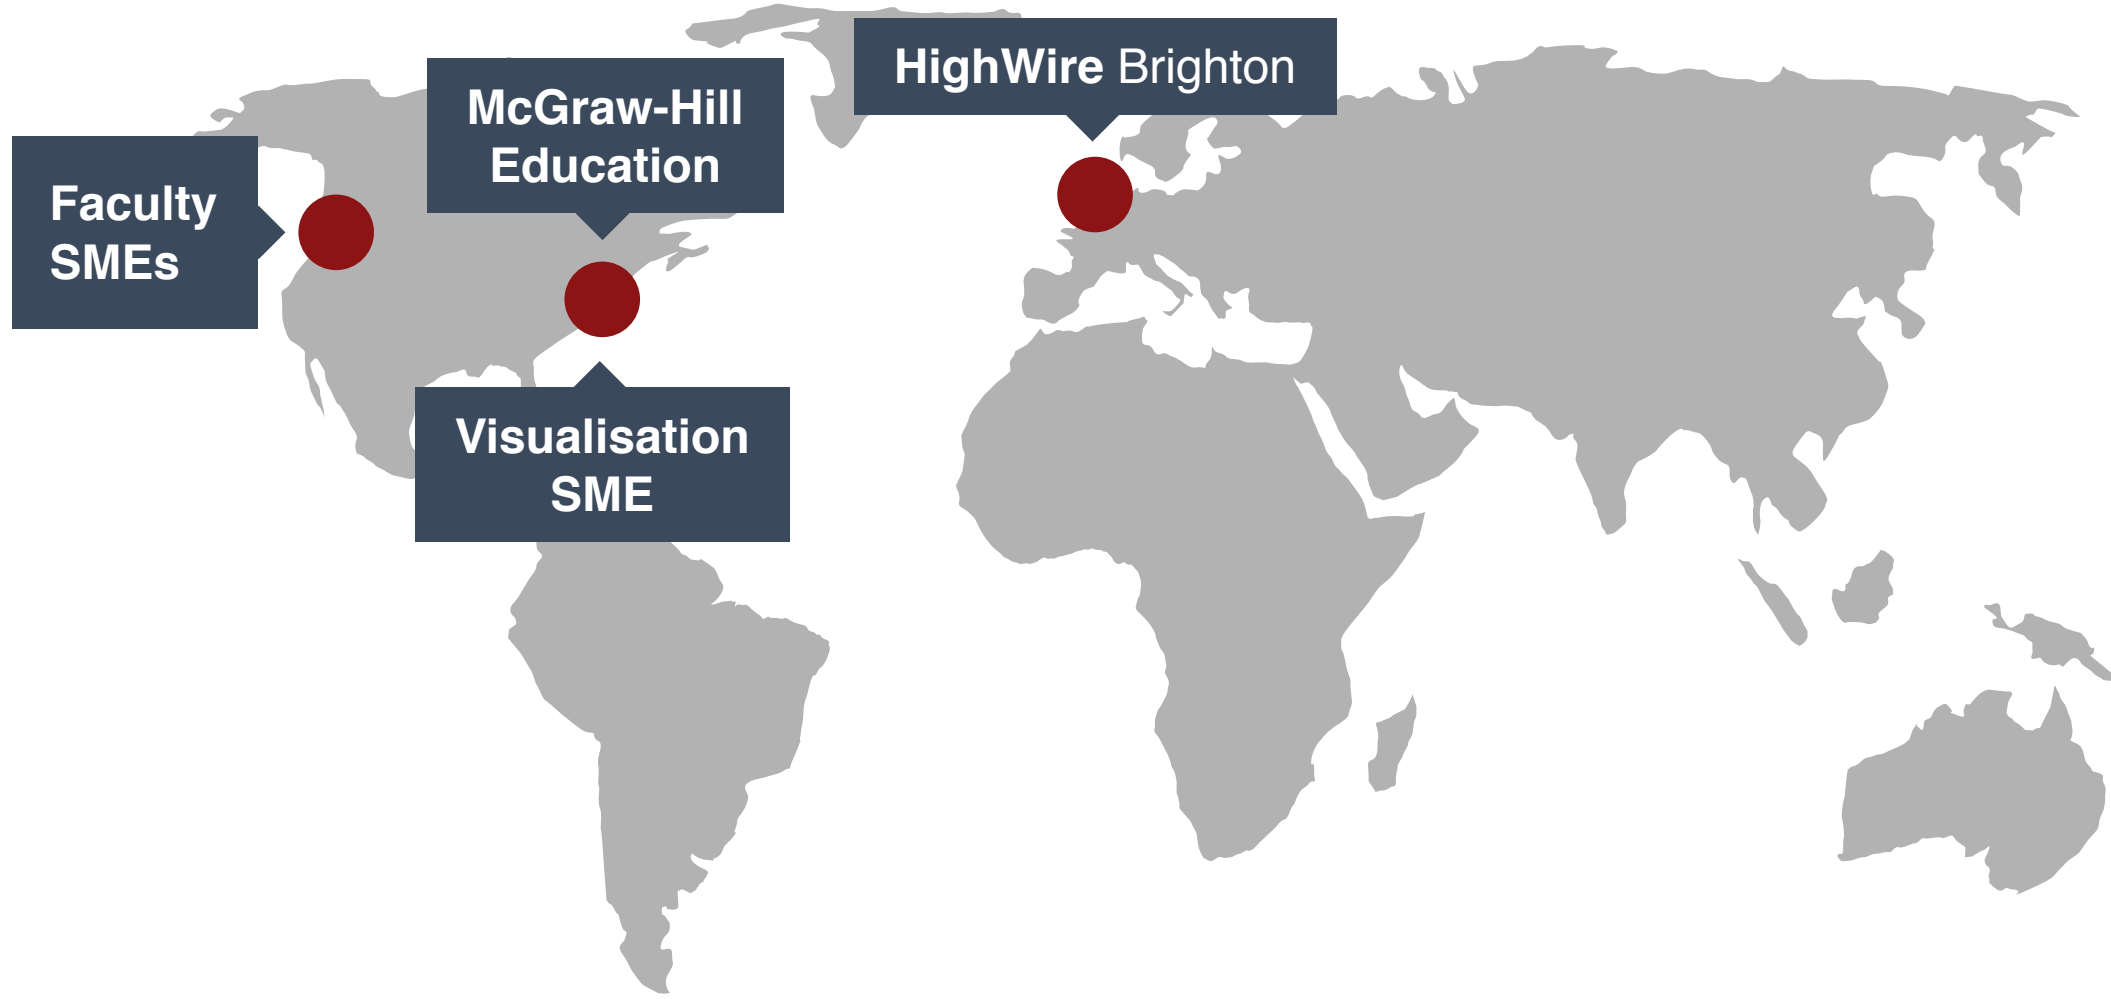 HighWire Brighton
McGraw-Hill
Education
Faculty
SMEs
Visualisation
SME